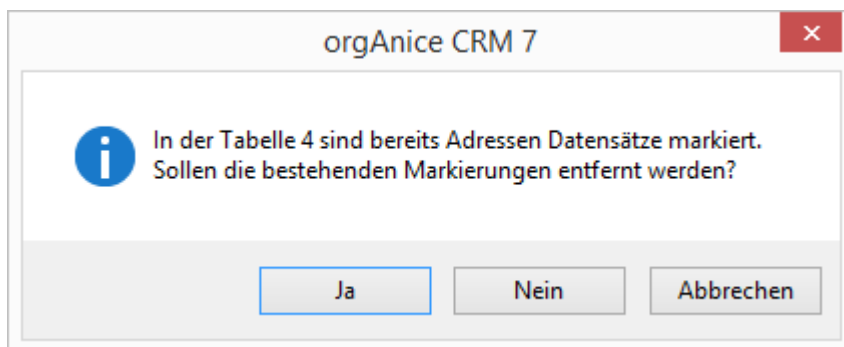 orgAnice CRM 7
In der Tabelle 4 sind bereits Adressen Datensätze markiert.
Sollen die bestehenden Markierungen entfernt werden?
Ja
Nein
Abbrechen